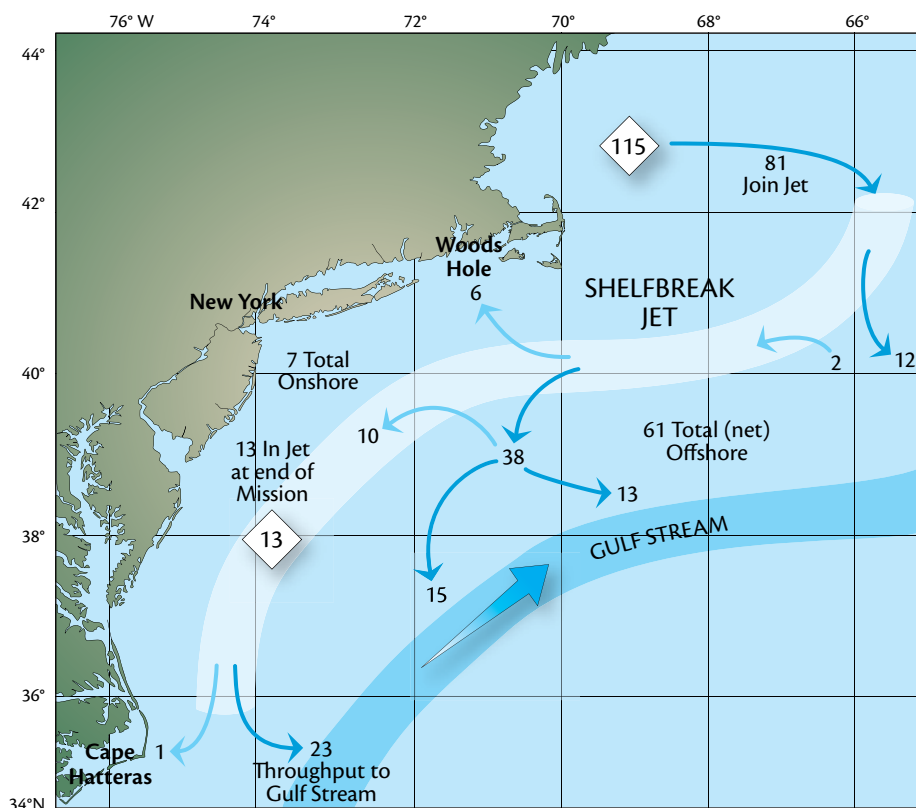 76° W
74°
72°
70°
68°
66°
44°
115
81
Join Jet
42°
Woods
Hole
6
SHELFBREAK
JET
New York
7 Total
Onshore
2
12
40°
10
13 In Jet
at end of
Mission
38
61 Total (net)
Offshore
13
38°
13
GULF STREAM
15
36°
Cape
Hatteras
1
23
Throughput to
Gulf Stream
34°N